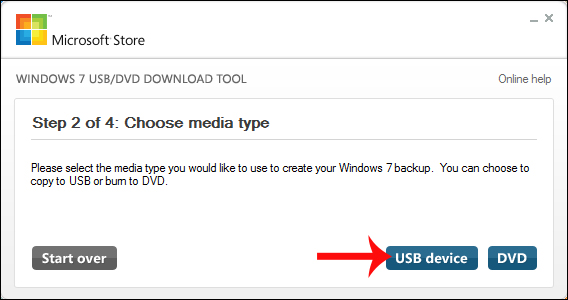 Microsoft Store
WINDOWS 7 USB/DVD DOWNLOAD TOOL
Online help
Step 2 of 4: Choose media type
Please select the media type you would like to use to create your Windows 7 backup. You can choose to
copy to USB or burn to DVD.
Start over
USB device
DVD